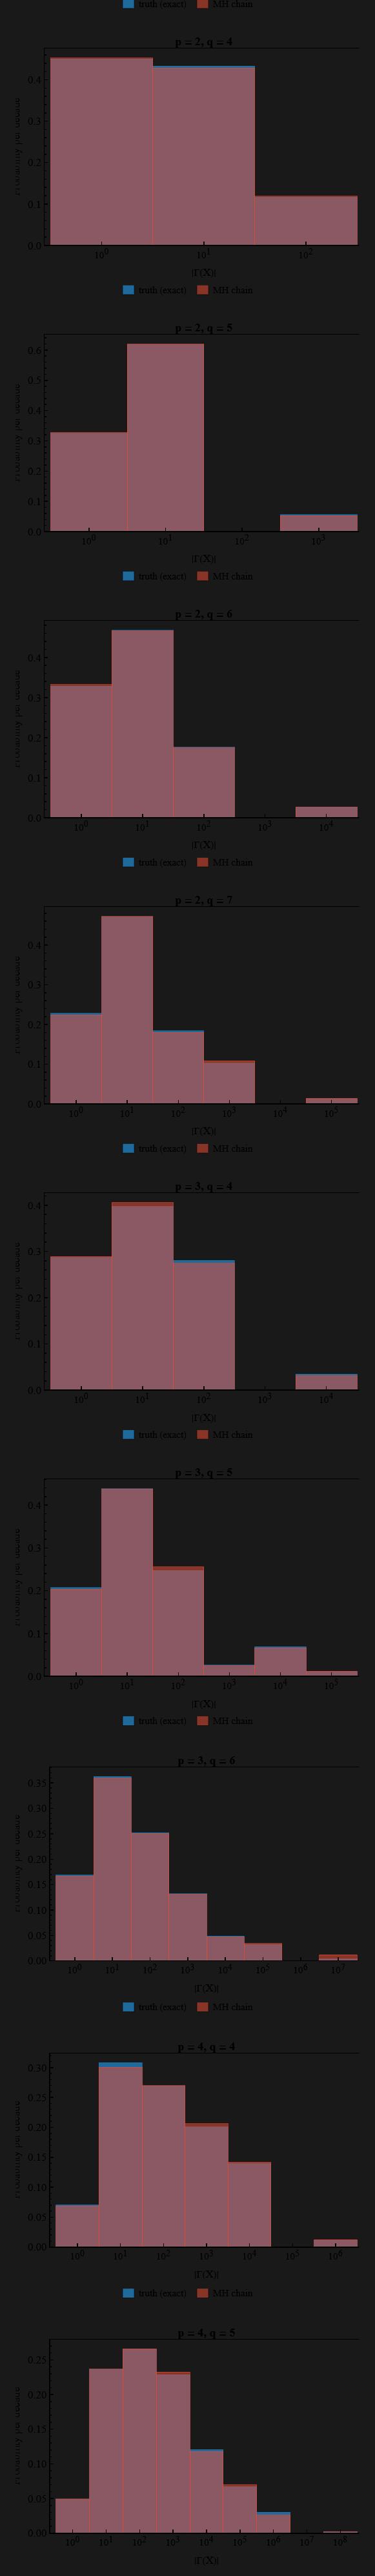 truth (exact) MH chain
p = 2, q = 4
0.4
0.3
0.2
0.1
0.0
10⁰ 10¹ 10²
|Γ(X)|
truth (exact) MH chain
p = 2, q = 5
0.6
0.5
0.4
0.3
0.2
0.1
0.0
10⁰ 10¹ 10² 10³
|Γ(X)|
truth (exact) MH chain
p = 2, q = 6
0.4
0.3
0.2
0.1
0.0
10⁰ 10¹ 10² 10³ 10⁴
|Γ(X)|
truth (exact) MH chain
p = 2, q = 7
0.4
0.3
0.2
0.1
0.0
10⁰ 10¹ 10² 10³ 10⁴ 10⁵
|Γ(X)|
truth (exact) MH chain
p = 3, q = 4
0.4
0.3
0.2
0.1
0.0
10⁰ 10¹ 10² 10³ 10⁴
|Γ(X)|
truth (exact) MH chain
p = 3, q = 5
0.4
0.3
0.2
0.1
0.0
10⁰ 10¹ 10² 10³ 10⁴ 10⁵
|Γ(X)|
truth (exact) MH chain
p = 3, q = 6
0.35
0.30
0.25
0.20
0.15
0.10
0.05
0.00
10⁰ 10¹ 10² 10³ 10⁴ 10⁵ 10⁶ 10⁷
|Γ(X)|
truth (exact) MH chain
p = 4, q = 4
0.30
0.25
0.20
0.15
0.10
0.05
0.00
10⁰ 10¹ 10² 10³ 10⁴ 10⁵ 10⁶
|Γ(X)|
truth (exact) MH chain
p = 4, q = 5
0.25
0.20
0.15
0.10
0.05
0.00
10⁰ 10¹ 10² 10³ 10⁴ 10⁵ 10⁶ 10⁷ 10⁸
|Γ(X)|